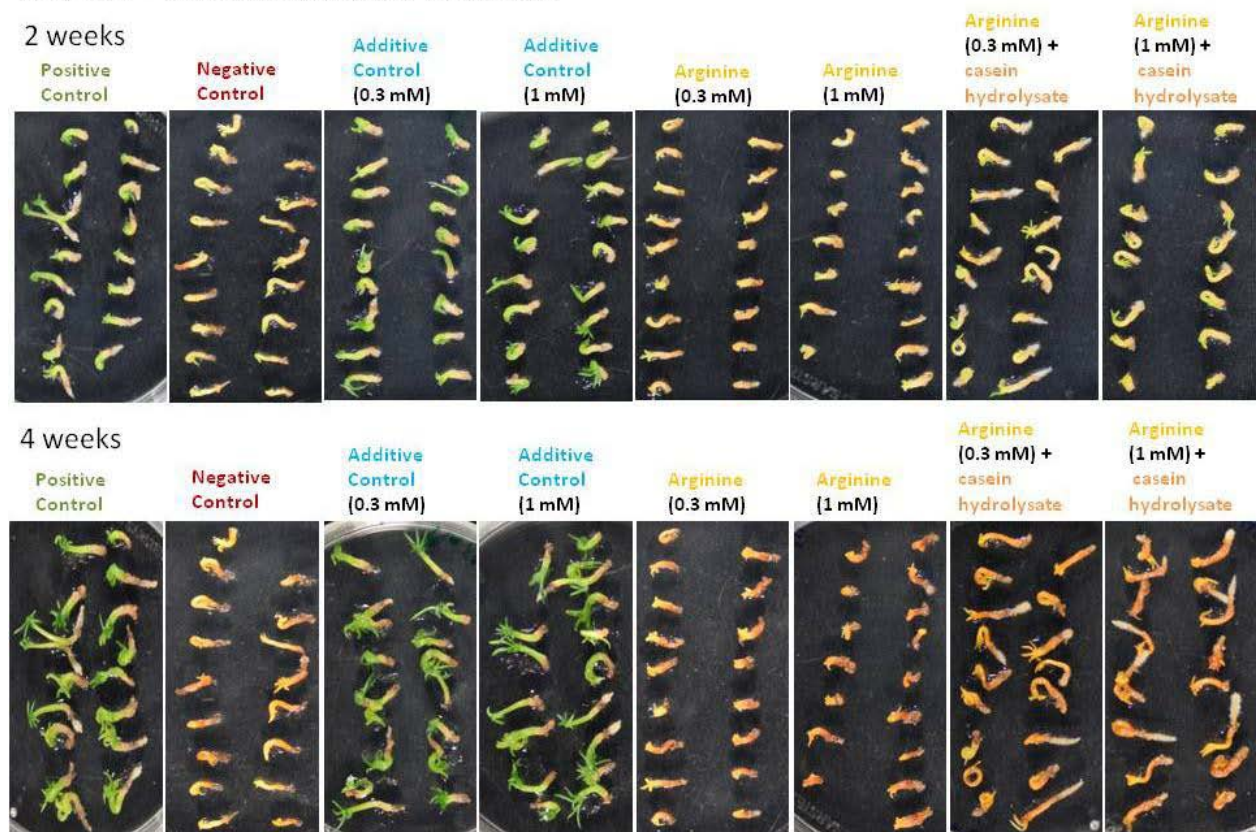 2 weeks
Positive
Control
Negative
Control
Additive
Control
(0.3 mM)
Additive
Control
(1 mM)
Arginine
(0.3 mM)
Arginine
(1 mM)
Arginine
(0.3 mM) +
casein
hydrolysate
Arginine
(1 mM) +
casein
hydrolysate
4 weeks
Positive
Control
Negative
Control
Additive
Control
(0.3 mM)
Additive
Control
(1 mM)
Arginine
(0.3 mM)
Arginine
(1 mM)
Arginine
(0.3 mM) +
casein
hydrolysate
Arginine
(1 mM) +
casein
hydrolysate